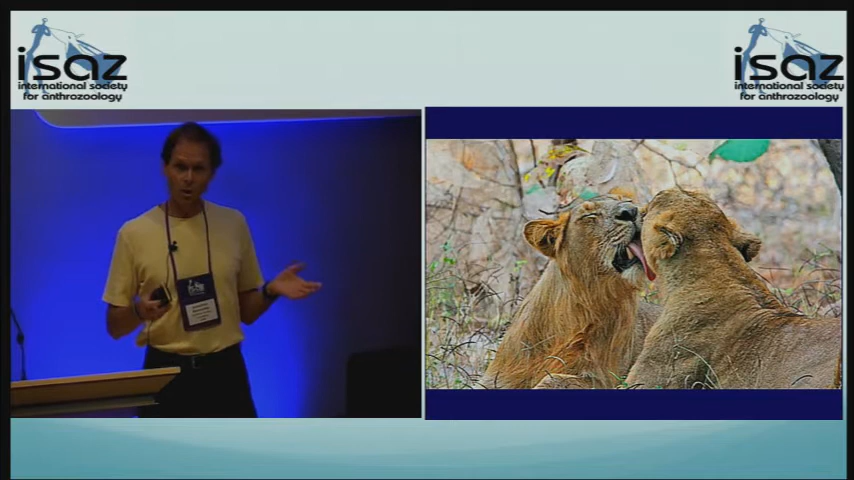 isaz
international society
for anthrozoology
isaz
international society
for anthrozoology